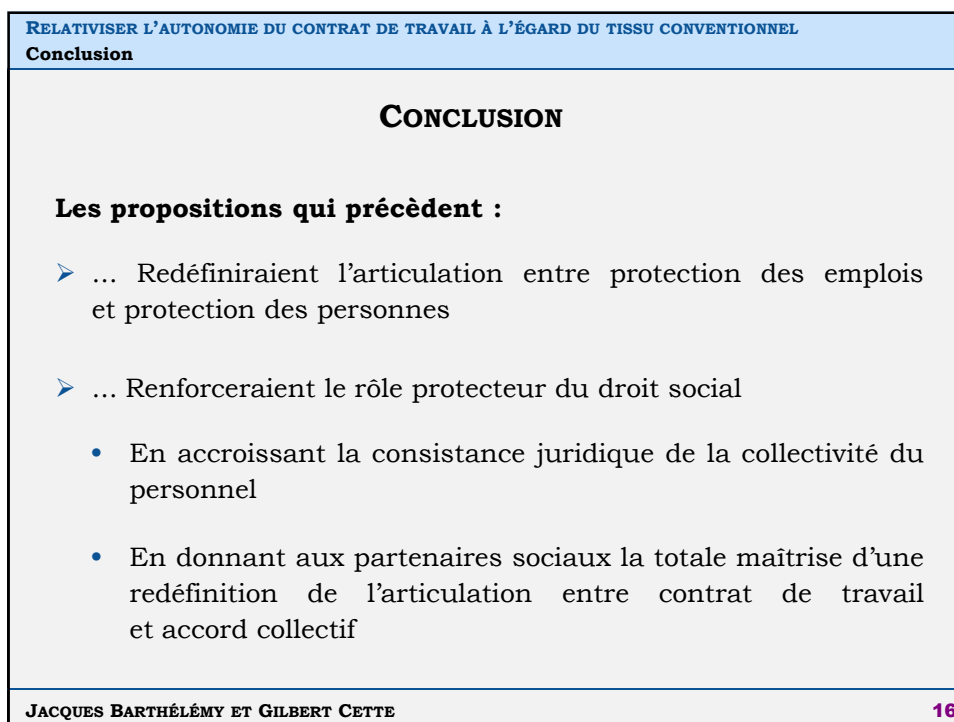 RELATIVISER L'AUTONOMIE DU CONTRAT DE TRAVAIL À L'ÉGARD DU TISSU CONVENTIONNEL
Conclusion
CONCLUSION
Les propositions qui précèdent :
➢ … Redéfiniraient l'articulation entre protection des emplois
et protection des personnes
➢ … Renforceraient le rôle protecteur du droit social
• En accroissant la consistance juridique de la collectivité du
personnel
• En donnant aux partenaires sociaux la totale maîtrise d'une
redéfinition de l'articulation entre contrat de travail
et accord collectif
JACQUES BARTHÉLÉMY ET GILBERT CETTE 16